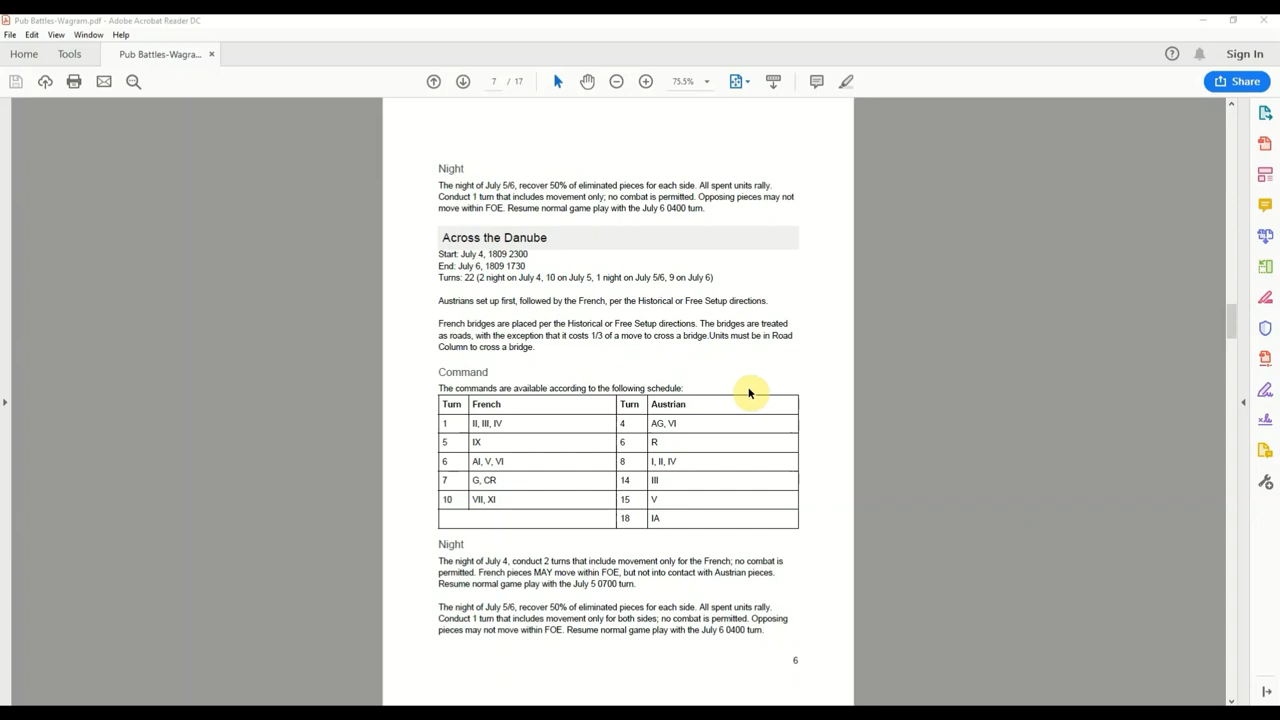 Pub Battles-Wagram.pdf - Adobe Acrobat Reader DC
File Edit View Window Help
Home Tools Pub Battles-Wagra... × Sign In
7 / 17 75.5% Share
Night
The night of July 5/6, recover 50% of eliminated pieces for each side. All spent units rally.
Conduct 1 turn that includes movement only; no combat is permitted. Opposing pieces may not
move within FOE. Resume normal game play with the July 6 0400 turn.
Across the Danube
Start: July 4, 1809 2300
End: July 6, 1809 1730
Turns: 22 (2 night on July 4, 10 on July 5, 1 night on July 5/6, 9 on July 6)
Austrians set up first, followed by the French, per the Historical or Free Setup directions.
French bridges are placed per the Historical or Free Setup directions. The bridges are treated
as roads, with the exception that it costs 1/3 of a move to cross a bridge.Units must be in Road
Column to cross a bridge.
Command
The commands are available according to the following schedule:
Turn French Turn Austrian
1 II, III, IV 4 AG, VI
5 IX 6 R
6 AI, V, VI 8 I, II, IV
7 G, CR 14 III
10 VII, XI 15 V
18 IA
Night
The night of July 4, conduct 2 turns that include movement only for the French; no combat is
permitted. French pieces MAY move within FOE, but not into contact with Austrian pieces.
Resume normal game play with the July 5 0700 turn.
The night of July 5/6, recover 50% of eliminated pieces for each side. All spent units rally.
Conduct 1 turn that includes movement only for both sides; no combat is permitted. Opposing
pieces may not move within FOE. Resume normal game play with the July 6 0400 turn.
6